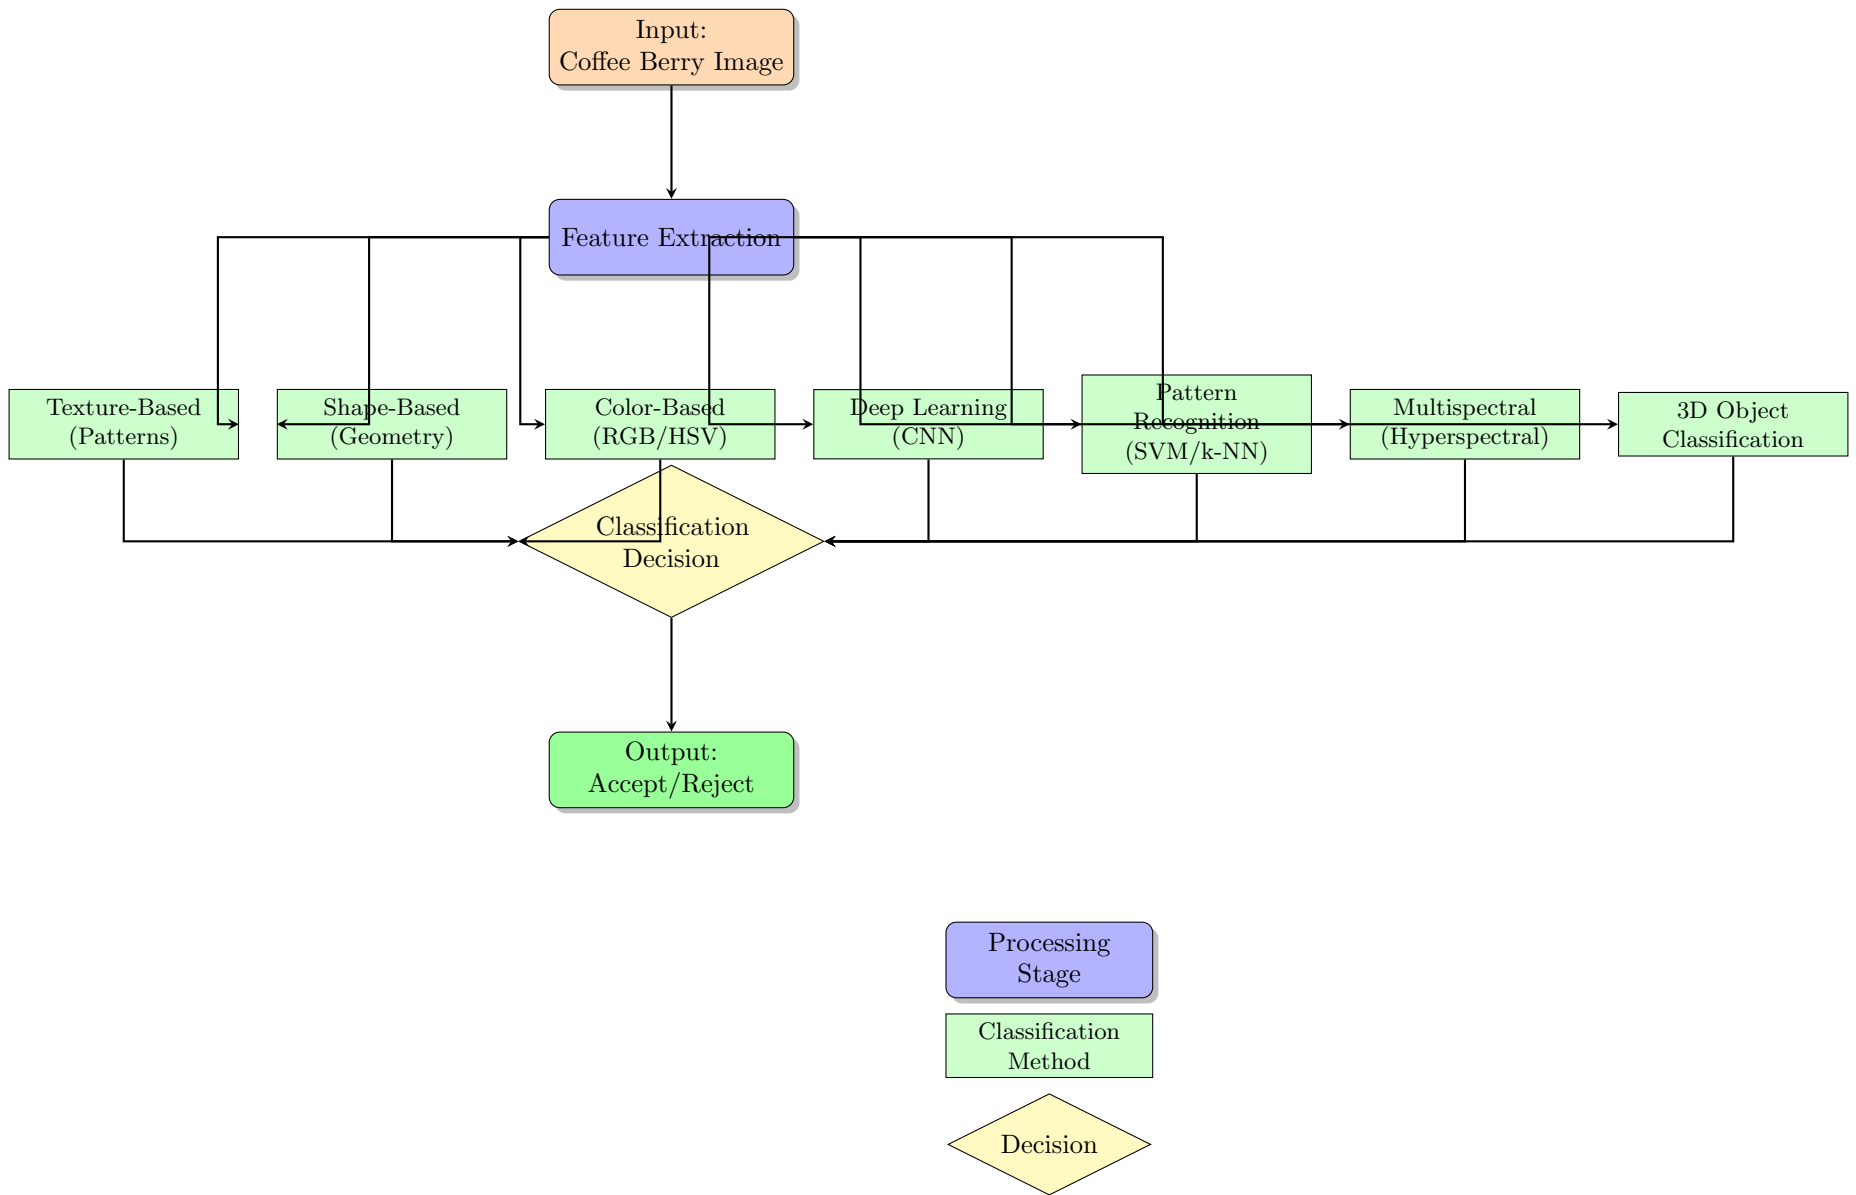 Input:
Coffee Berry Image
Feature Extraction
Texture-Based
(Patterns)
Shape-Based
(Geometry)
Color-Based
(RGB/HSV)
Deep Learning
(CNN)
Pattern
Recognition
(SVM/k-NN)
Multispectral
(Hyperspectral)
3D Object
Classification
Classification
Decision
Output:
Accept/Reject
Processing
Stage
Classification
Method
Decision